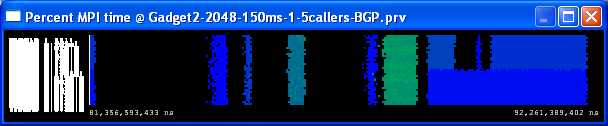 Percent MPI time @ Gadget2-2048-150ms-1-5callers-BGP.prv
81,356,593,433 ns 92,261,389,402 ns